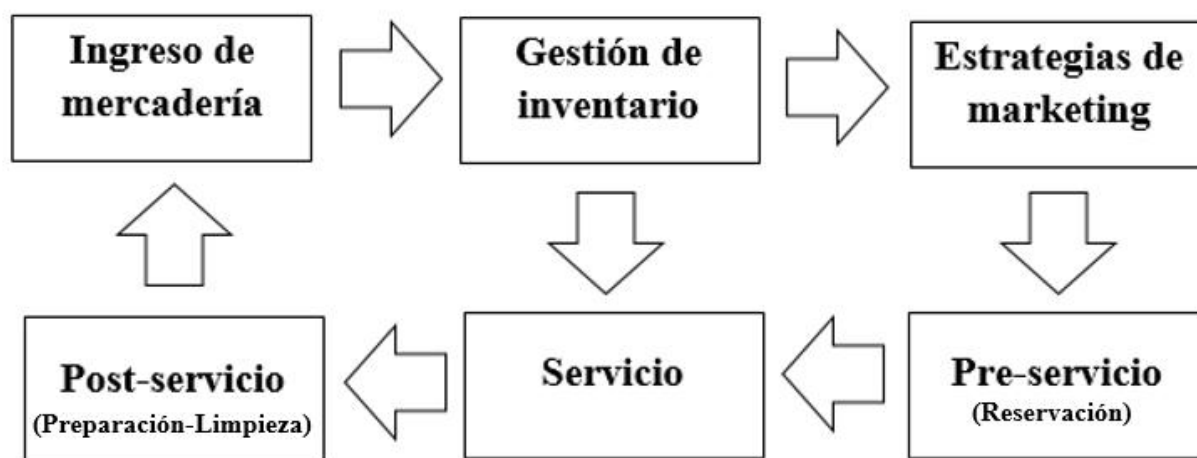 Ingreso de
mercadería
Gestión de
inventario
Estrategias de
marketing
Post-servicio
(Preparación-Limpieza)
Servicio
Pre-servicio
(Reservación)